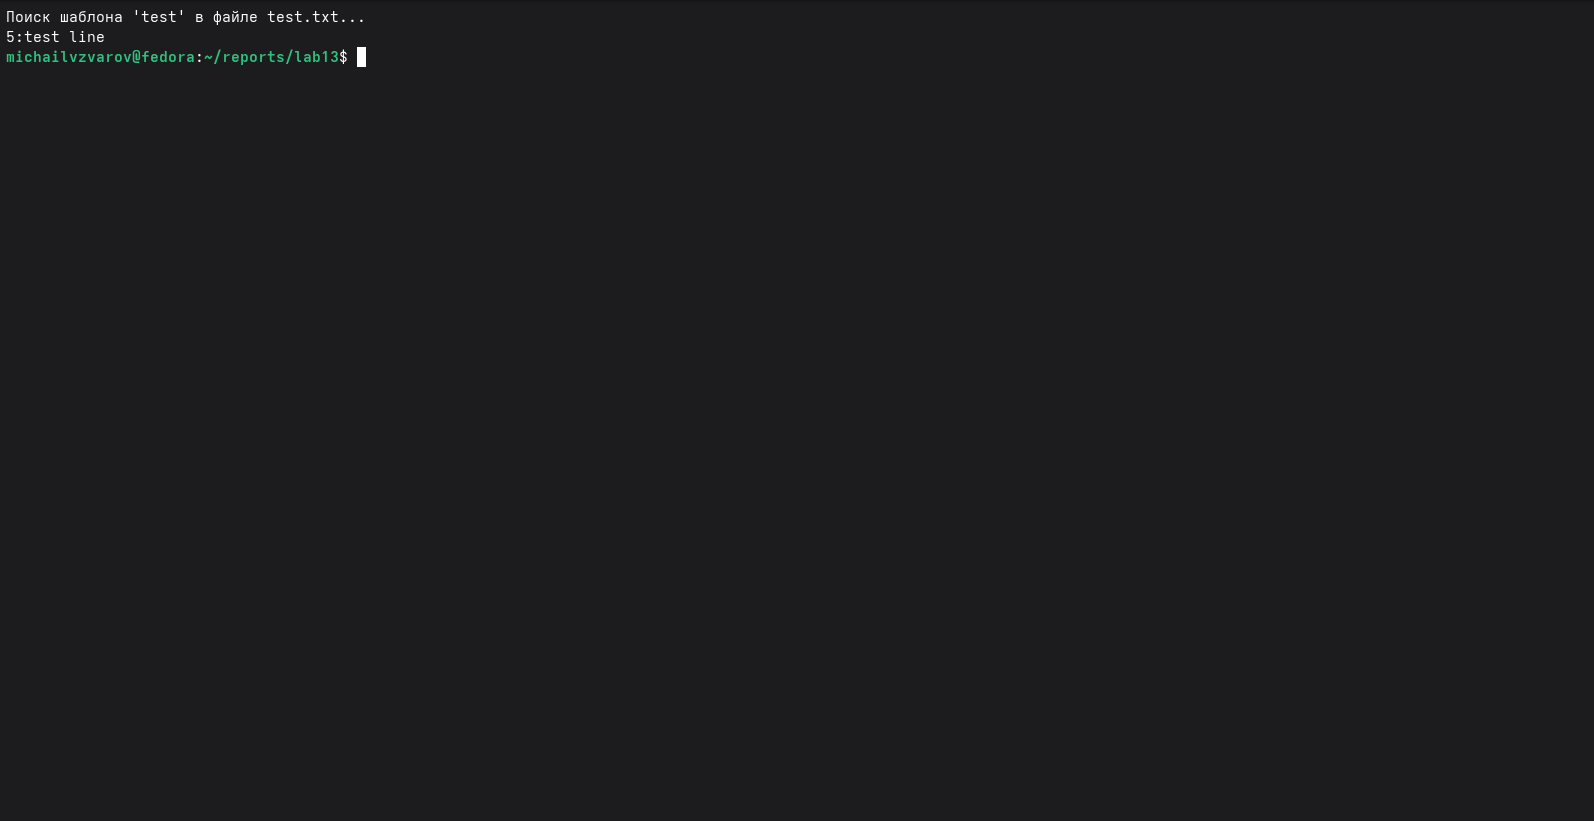 Поиск шаблона 'test' в файле test.txt...
5:test line
michailvzvarov@fedora:~/reports/lab13$